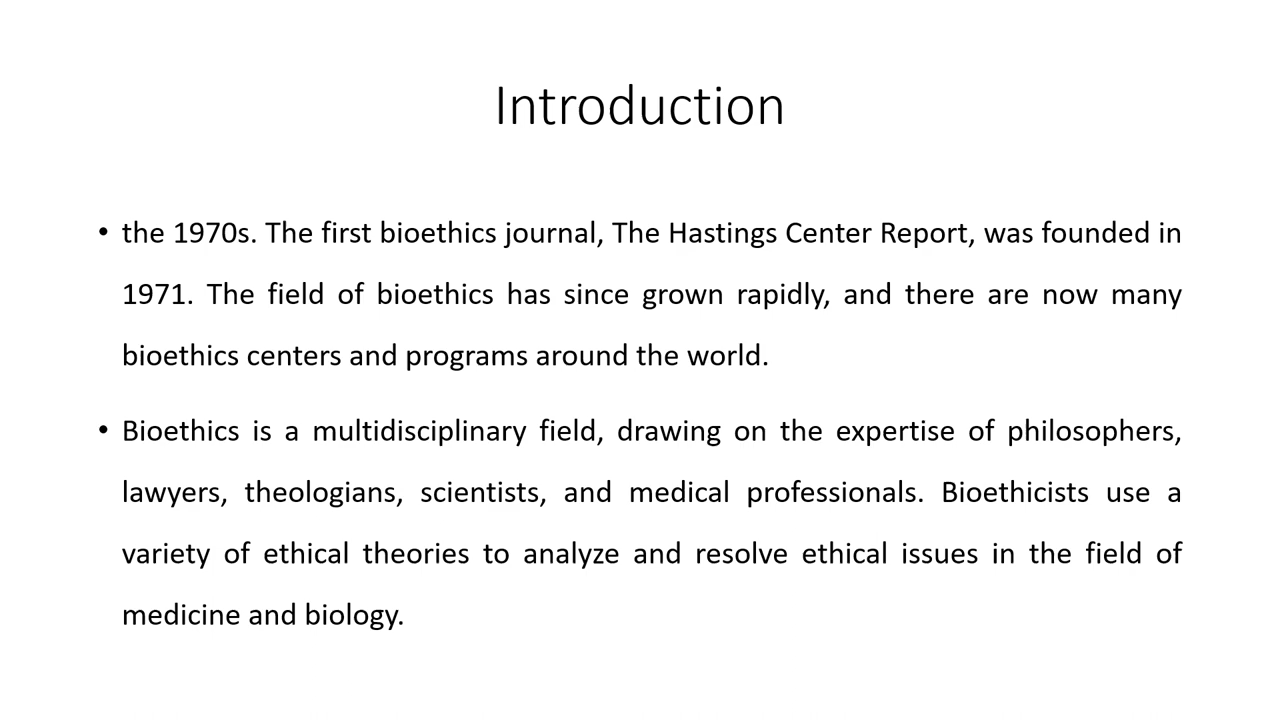 Introduction
• the 1970s. The first bioethics journal, The Hastings Center Report, was founded in
1971. The field of bioethics has since grown rapidly, and there are now many
bioethics centers and programs around the world.
• Bioethics is a multidisciplinary field, drawing on the expertise of philosophers,
lawyers, theologians, scientists, and medical professionals. Bioethicists use a
variety of ethical theories to analyze and resolve ethical issues in the field of
medicine and biology.